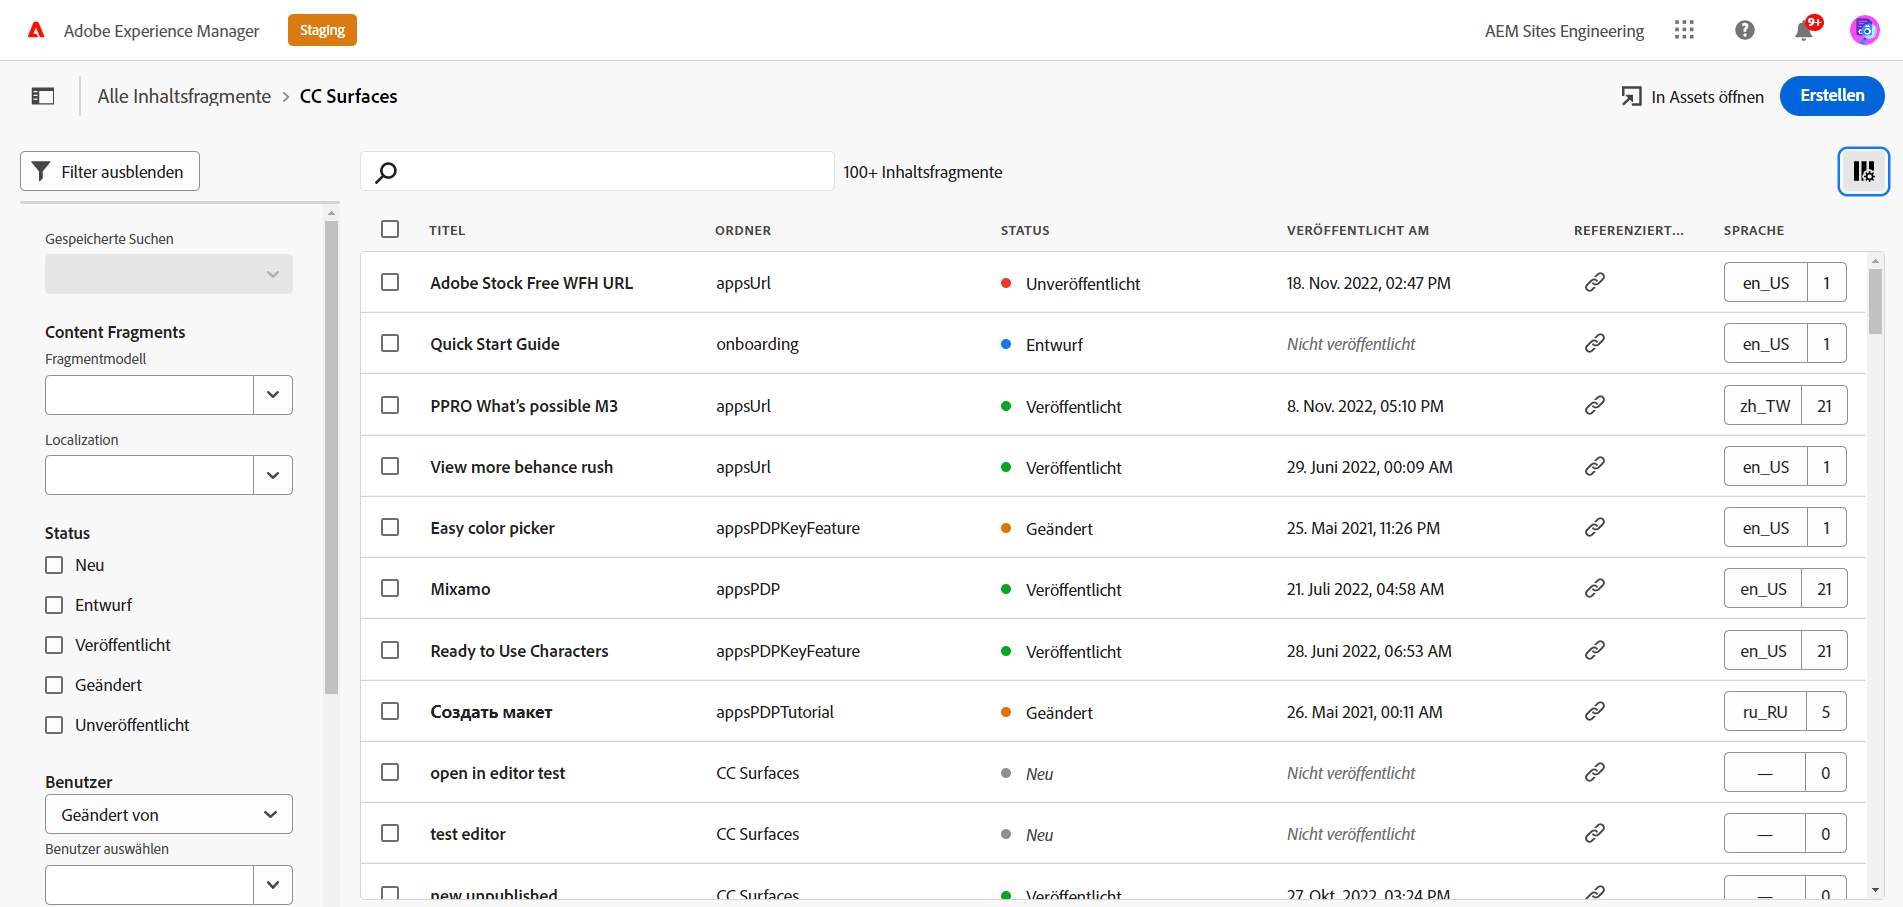 Adobe Experience Manager
Staging
AEM Sites Engineering
9+
Alle Inhaltsfragmente > CC Surfaces
In Assets öffnen
Erstellen
Filter ausblenden
100+ Inhaltsfragmente
Gespeicherte Suchen
Content Fragments
Fragmentmodell
Localization
Status
Neu
Entwurf
Veröffentlicht
Geändert
Unveröffentlicht
Benutzer
Geändert von
Benutzer auswählen
TITEL ORDNER STATUS VERÖFFENTLICHT AM REFERENZIERT... SPRACHE
Adobe Stock Free WFH URL appsUrl Unveröffentlicht 18. Nov. 2022, 02:47 PM en_US 1
Quick Start Guide onboarding Entwurf Nicht veröffentlicht en_US 1
PPRO What's possible M3 appsUrl Veröffentlicht 8. Nov. 2022, 05:10 PM zh_TW 21
View more behance rush appsUrl Veröffentlicht 29. Juni 2022, 00:09 AM en_US 1
Easy color picker appsPDPKeyFeature Geändert 25. Mai 2021, 11:26 PM en_US 1
Mixamo appsPDP Veröffentlicht 21. Juli 2022, 04:58 AM en_US 21
Ready to Use Characters appsPDPKeyFeature Veröffentlicht 28. Juni 2022, 06:53 AM en_US 21
Создать макет appsPDPTutorial Geändert 26. Mai 2021, 00:11 AM ru_RU 5
open in editor test CC Surfaces Neu Nicht veröffentlicht — 0
test editor CC Surfaces Neu Nicht veröffentlicht — 0
new unpublished CC Surfaces Veröffentlicht 27. Okt. 2022, 03:24 PM — 0